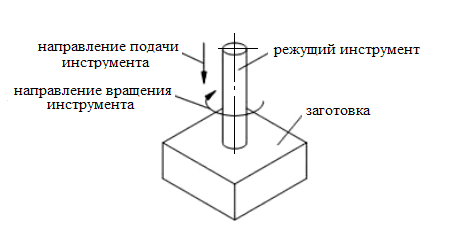 направление подачи
инструмента
режущий инструмент
направление вращения
инструмента
заготовка